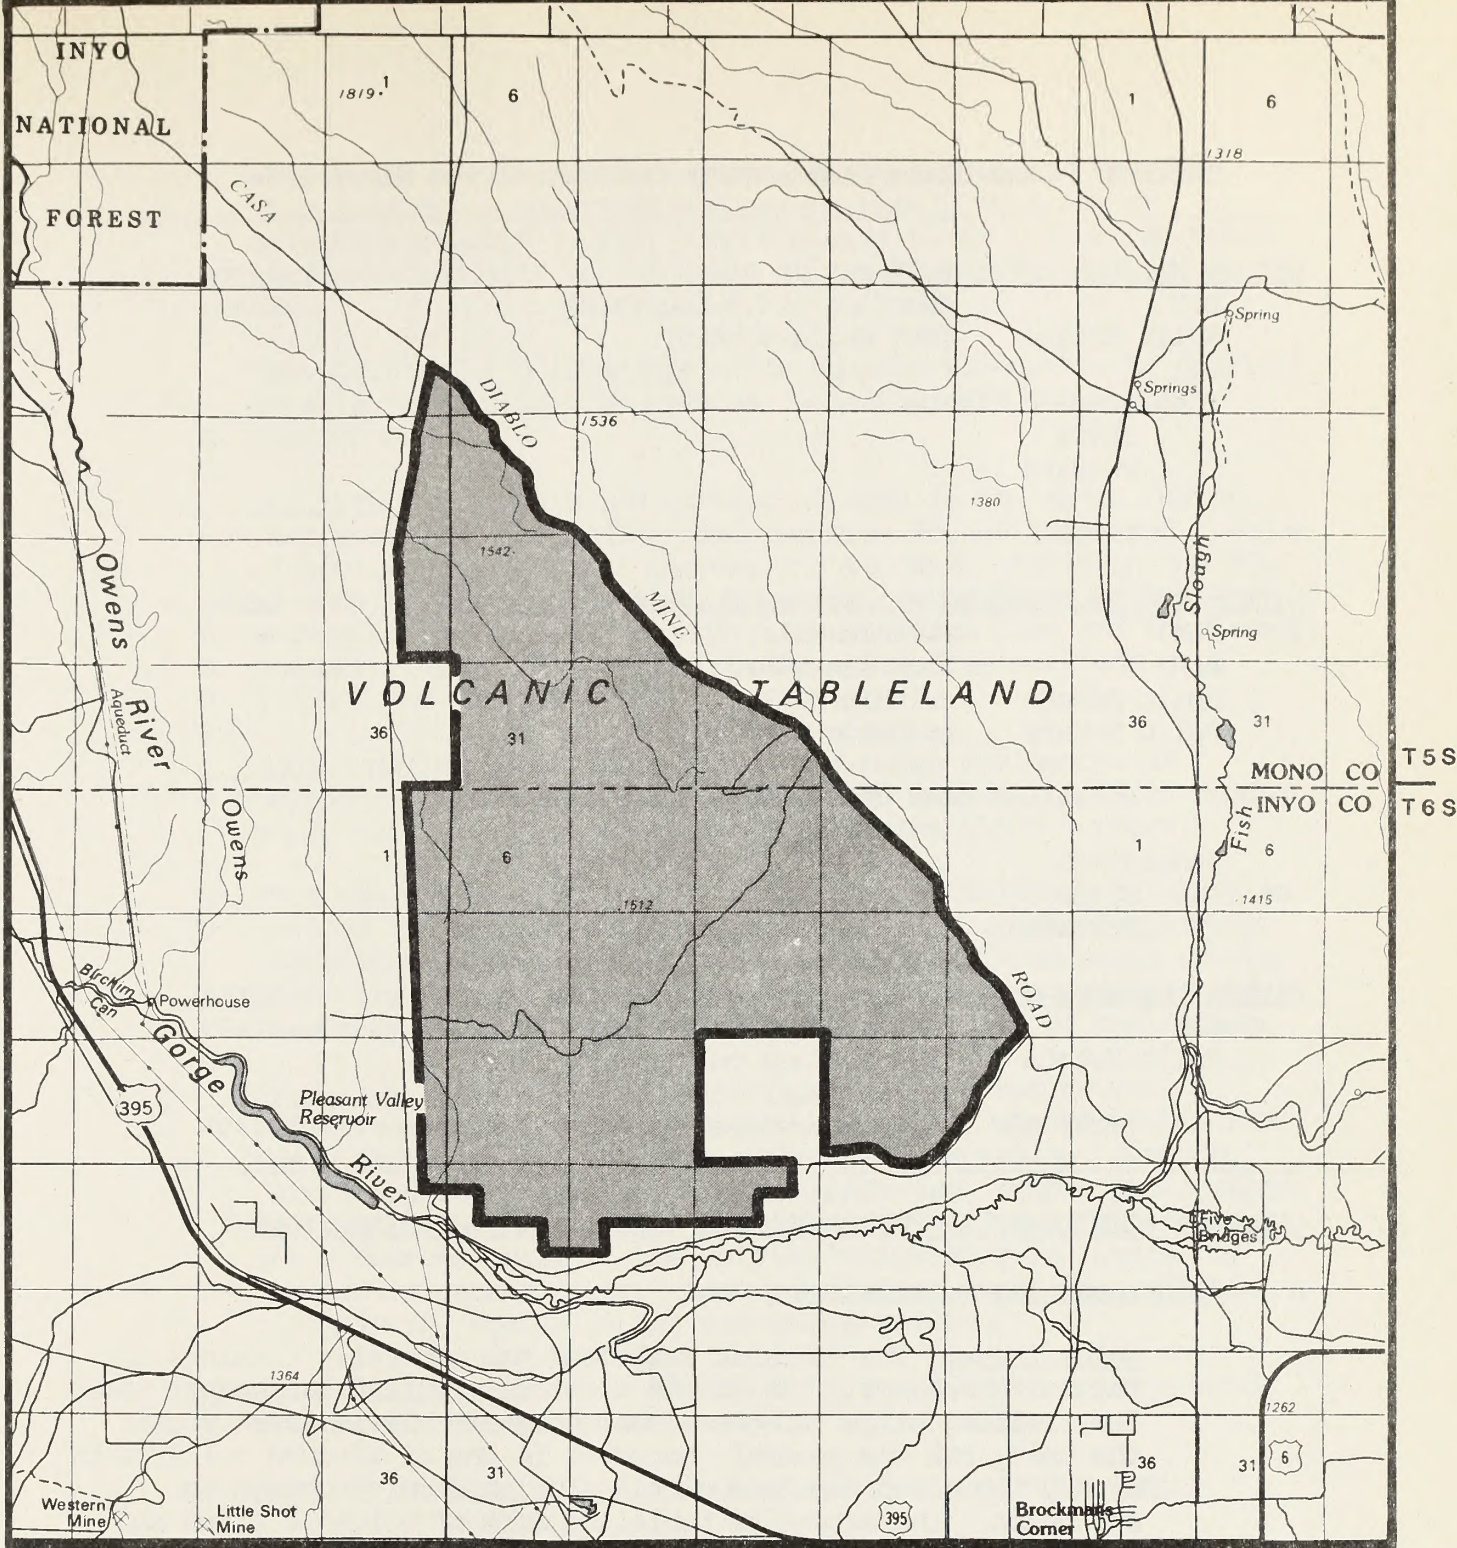 INYO
NATIONAL
FOREST
1819
1
6
1
6
1318
CASA
Spring
Springs
DIABLO
1536
1380
1542
Owens
River
Aqueduct
MINE
Slough
Spring
VOLCANIC TABLELAND
36
31
36
31
T5S
MONO CO
INYO CO
T6S
Owens
1
6
1
Fish
6
1512
1415
Birchim
Can
Powerhouse
ROAD
Gorge
395
Pleasant Valley
Reservoir
River
Five
Bridges
1364
1262
36
31
36
31
6
Western
Mine
Little Shot
Mine
395
Brockmans
Corner